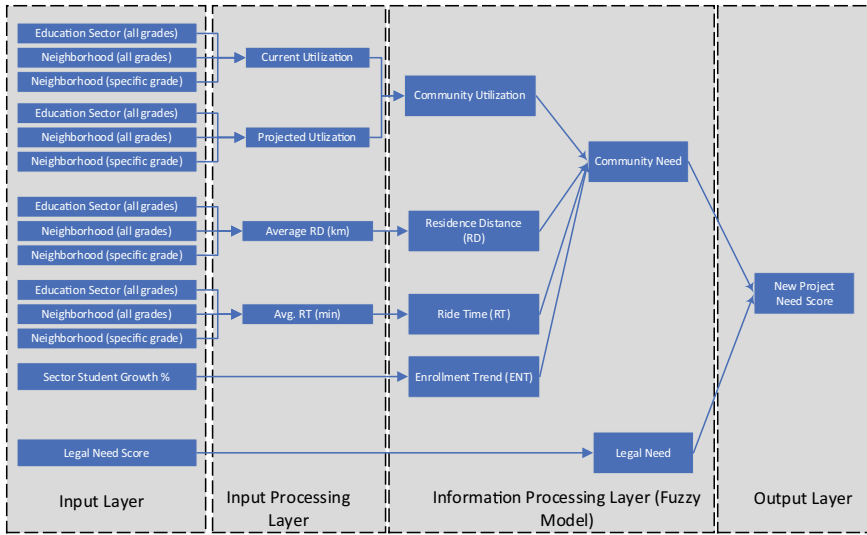 Education Sector (all grades)
Neighborhood (all grades)
Neighborhood (specific grade)
Education Sector (all grades)
Neighborhood (all grades)
Neighborhood (specific grade)
Education Sector (all grades)
Neighborhood (all grades)
Neighborhood (specific grade)
Education Sector (all grades)
Neighborhood (all grades)
Neighborhood (specific grade)
Sector Student Growth %
Legal Need Score
Input Layer
Current Utilization
Projected Utlization
Average RD (km)
Avg. RT (min)
Input Processing
Layer
Community Utilization
Residence Distance
(RD)
Ride Time (RT)
Enrollment Trend (ENT)
Community Need
Legal Need
Information Processing Layer (Fuzzy
Model)
New Project
Need Score
Output Layer